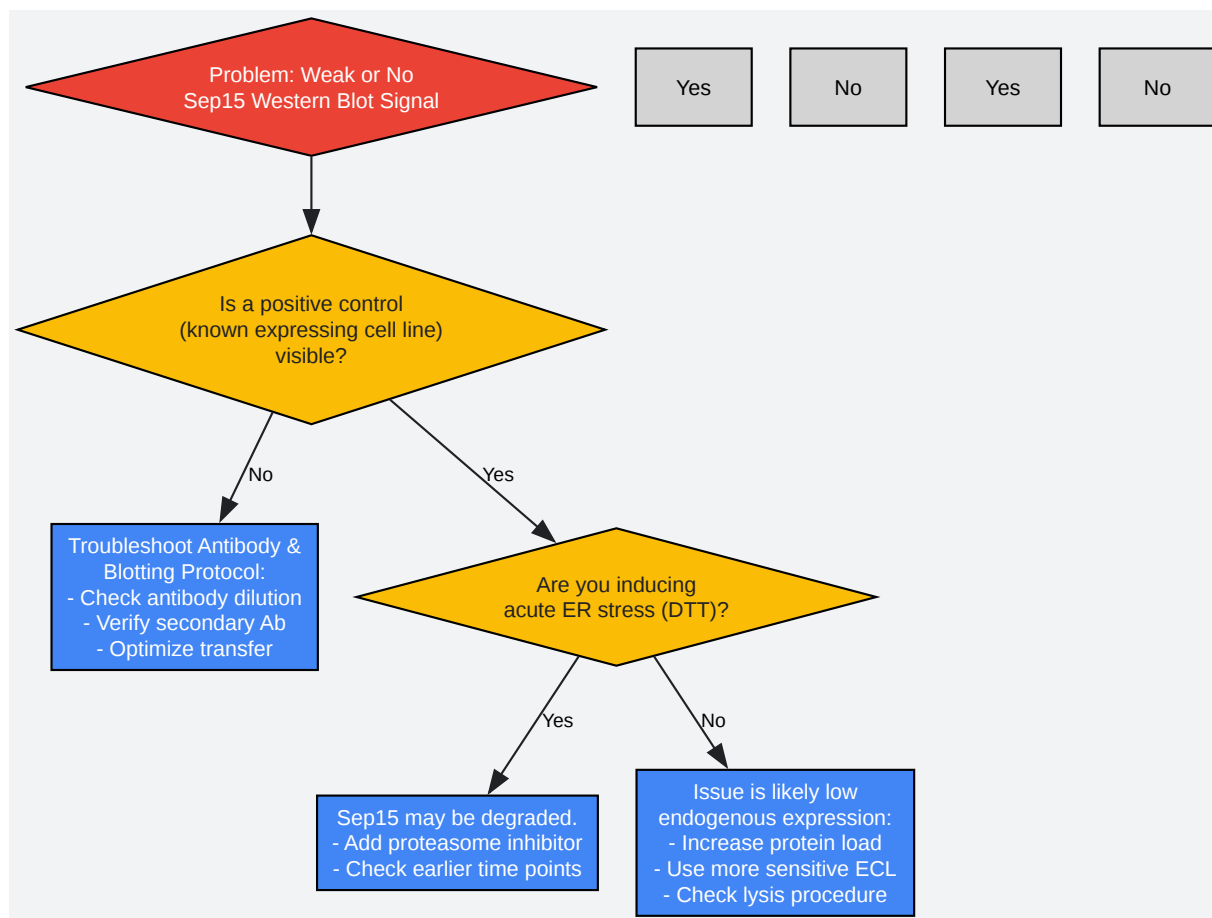 Problem: Weak or No
Sep15 Western Blot Signal
Yes
No
Yes
No
Is a positive control
(known expressing cell line)
visible?
No
Yes
Troubleshoot Antibody &
Blotting Protocol:
- Check antibody dilution
- Verify secondary Ab
- Optimize transfer
Are you inducing
acute ER stress (DTT)?
Yes
No
Sep15 may be degraded.
- Add proteasome inhibitor
- Check earlier time points
Issue is likely low
endogenous expression:
- Increase protein load
- Use more sensitive ECL
- Check lysis procedure